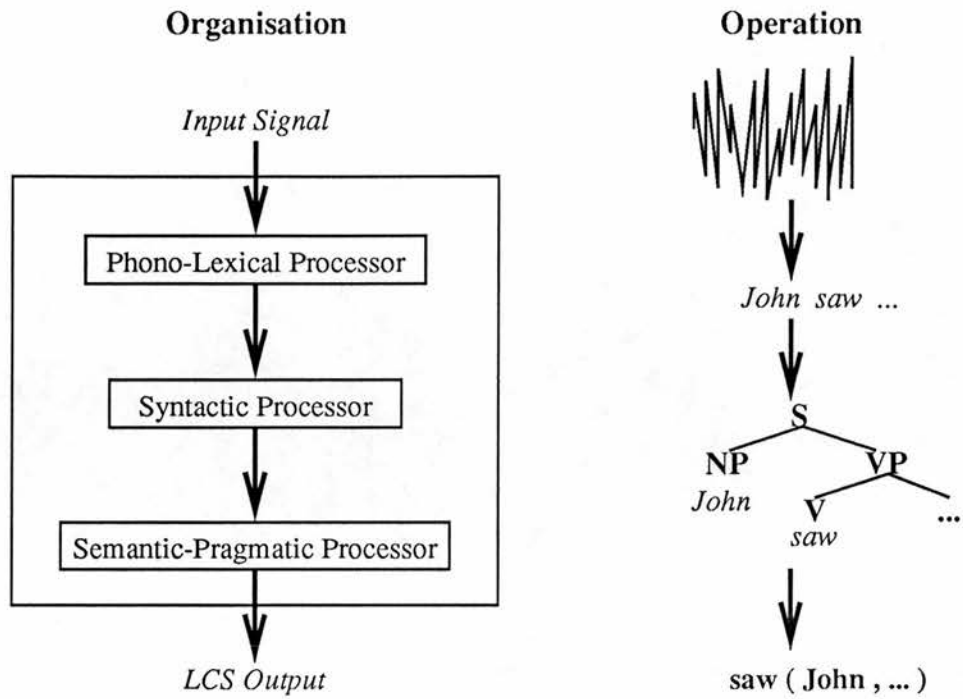 Organisation
Input Signal
Phono-Lexical Processor
Syntactic Processor
Semantic-Pragmatic Processor
LCS Output
Operation
John saw ...
S
NP VP
John
V ...
saw
saw ( John , ... )